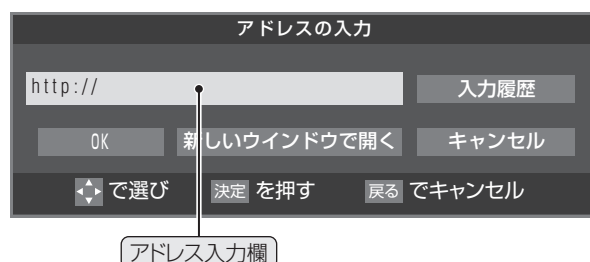 アドレスの入力
http:// 入力履歴
OK 新しいウインドウで開く キャンセル
で選び 決定 を押す 戻る でキャンセル
アドレス入力欄